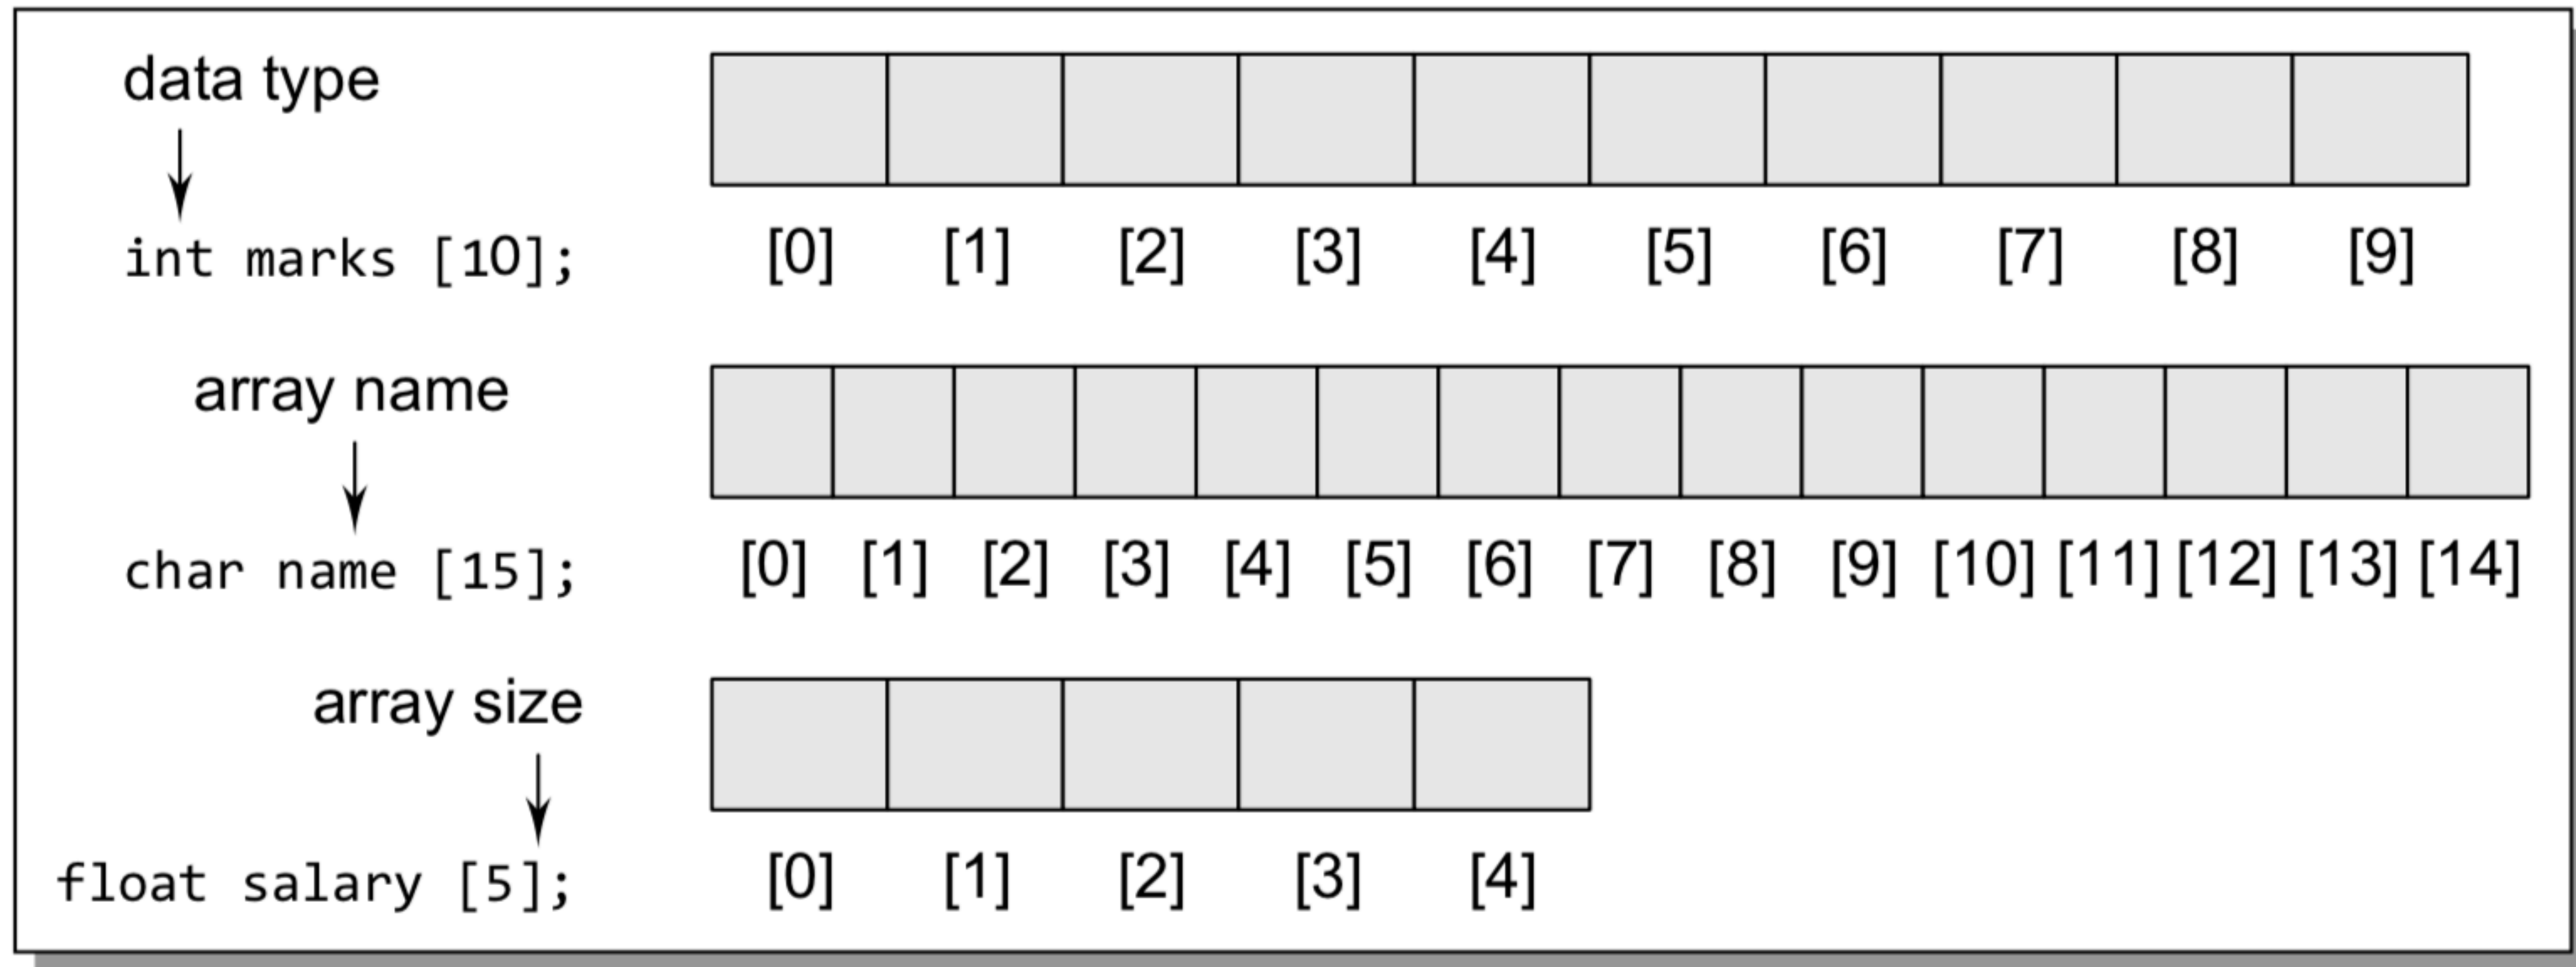 data type
int marks [10];
[0] [1] [2] [3] [4] [5] [6] [7] [8] [9]
array name
char name [15];
[0] [1] [2] [3] [4] [5] [6] [7] [8] [9] [10] [11] [12] [13] [14]
array size
float salary [5];
[0] [1] [2] [3] [4]